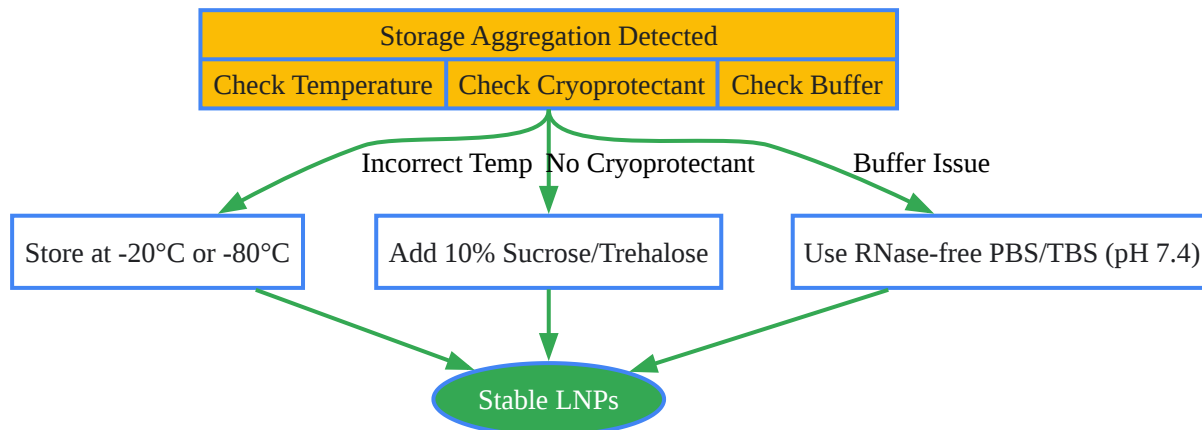 Storage Aggregation Detected
Check Temperature
Check Cryoprotectant
Check Buffer
Incorrect Temp
No Cryoprotectant
Buffer Issue
Store at -20°C or -80°C
Add 10% Sucrose/Trehalose
Use RNase-free PBS/TBS (pH 7.4)
Stable LNPs